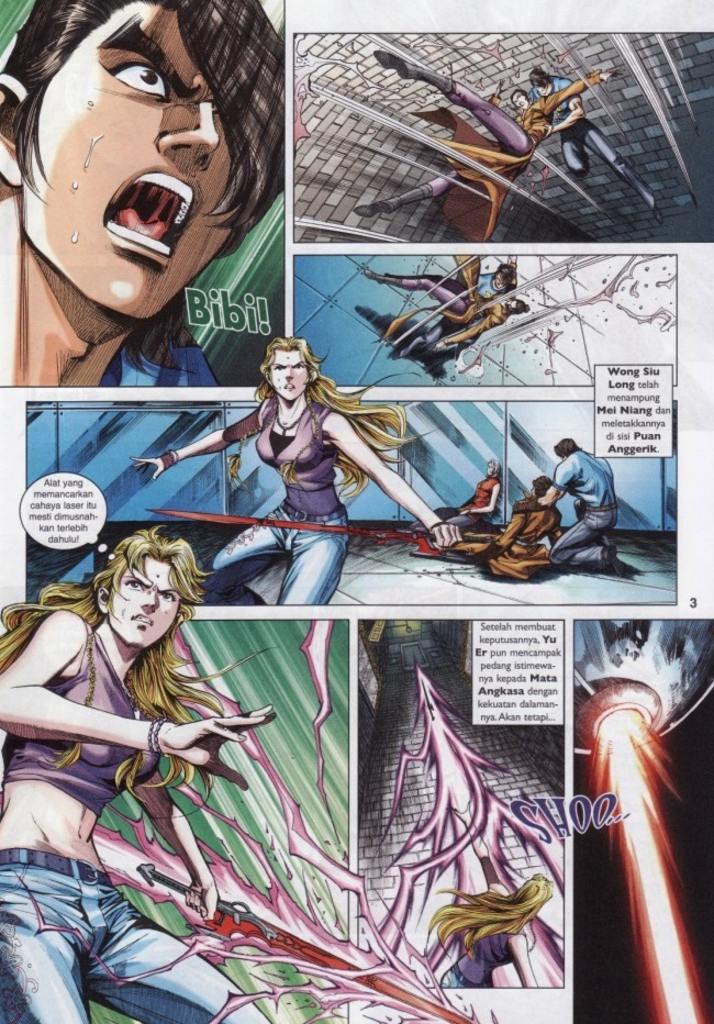 Bibi!
Wong Siu
Long telah
menampung
Mei Niang dan
meletakkannya
di sisi Puan
Anggerik.
Alat yang
memancarkan
cahaya laser itu
mesti dimusnah-
kan terlebih
dahulu!
3
Setelah membuat
keputusannya, Yu
Er pun mencampak
pedang istimewa-
nya kepada Mata
Angkasa dengan
kekuatan dalaman-
nya. Akan tetapi...
SHOO...